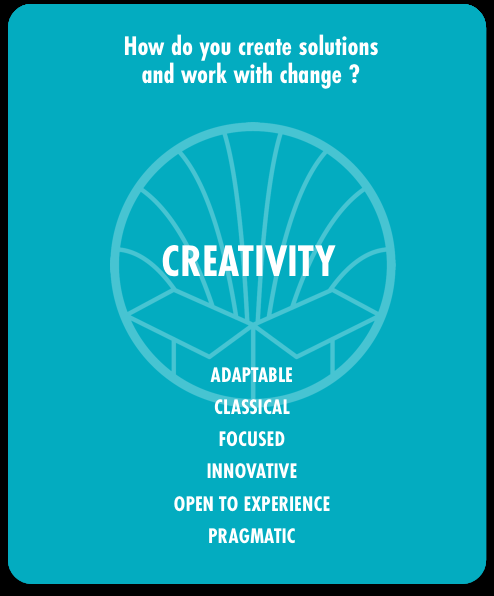 How do you create solutions
and work with change ?
CREATIVITY
ADAPTABLE
CLASSICAL
FOCUSED
INNOVATIVE
OPEN TO EXPERIENCE
PRAGMATIC